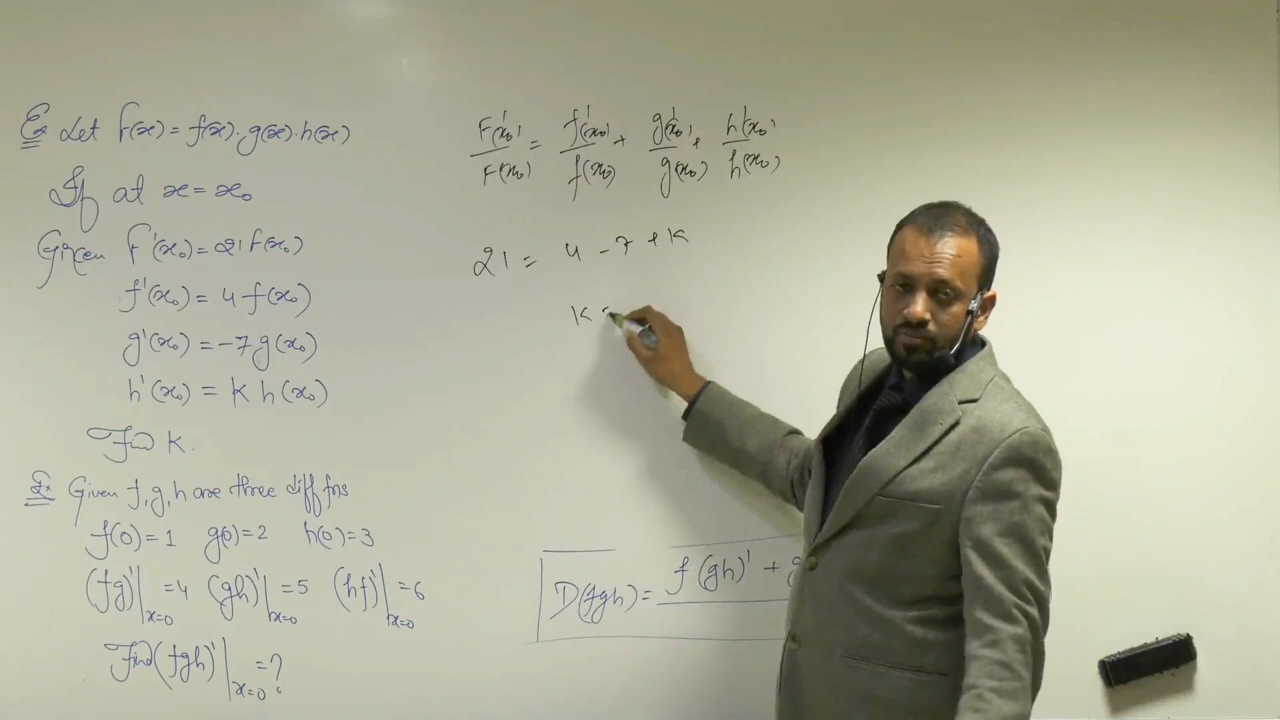 Ex Let F(x) = f(x).g(x).h(x)
If at x = x₀
Given F'(x₀) = 21 F(x₀)
f'(x₀) = 4 f(x₀)
g'(x₀) = -7 g(x₀)
h'(x₀) = K h(x₀)
Find K.
Ex Given f, g, h are three diff fns
f(0) = 1 g(0) = 2 h(0) = 3
(fg)'|x=0 = 4 (gh)'|x=0 = 5 (hf)'|x=0 = 6
Find (fgh)'|x=0 = ?
F'(x₀)/F(x₀) = f'(x₀)/f(x₀) + g'(x₀)/g(x₀) + h'(x₀)/h(x₀)
21 = 4 - 7 + K
K
D(fgh) = f(gh)' + g